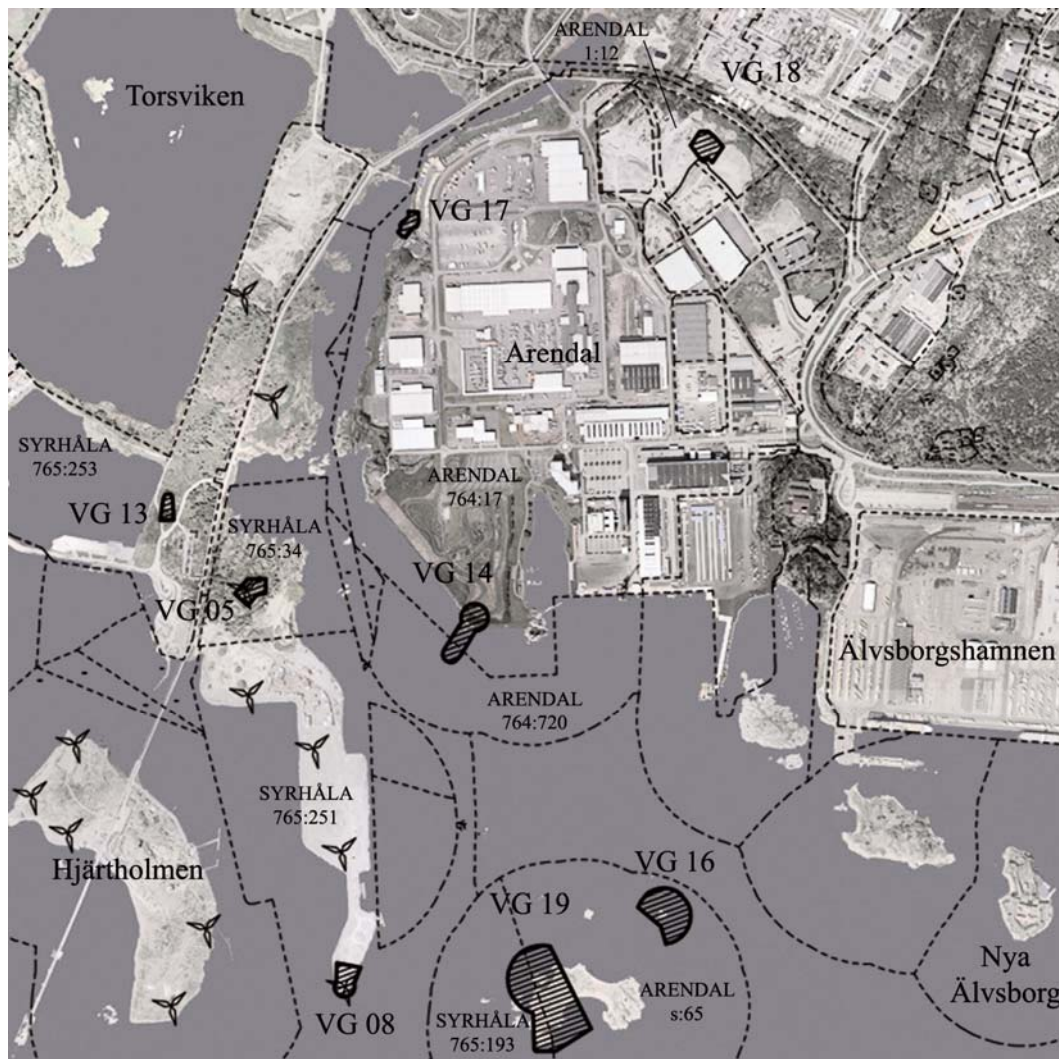 ARENDAL
1:12
VG 18
Torsviken
VG 17
Arendal
SYRHÅLA
765:253
ARENDAL
764:17
VG 13
SYRHÅLA
765:34
VG 14
VG 05
Älvsborgshamnen
ARENDAL
764:720
SYRHÅLA
765:251
Hjärtholmen
VG 16
VG 19
Nya
Älvsborg
ARENDAL
s:65
VG 08
SYRHÅLA
765:193